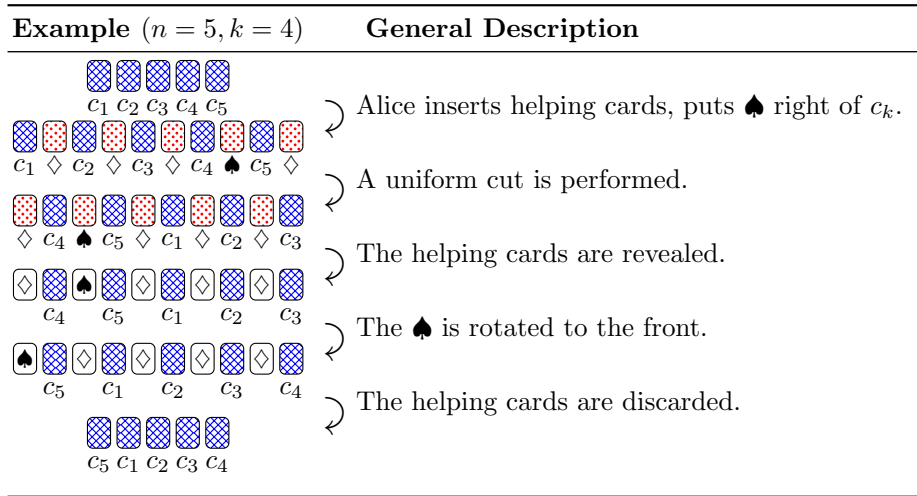 Example (n = 5, k = 4) General Description
c₁ c₂ c₃ c₄ c₅
Alice inserts helping cards, puts ♠ right of cₖ.
c₁ ♢ c₂ ♢ c₃ ♢ c₄ ♠ c₅ ♢
A uniform cut is performed.
♢ c₄ ♠ c₅ ♢ c₁ ♢ c₂ ♢ c₃
The helping cards are revealed.
♢ ♠ ♢ ♢ ♢
c₄ c₅ c₁ c₂ c₃
The ♠ is rotated to the front.
♠ ♢ ♢ ♢ ♢
c₅ c₁ c₂ c₃ c₄
The helping cards are discarded.
c₅ c₁ c₂ c₃ c₄